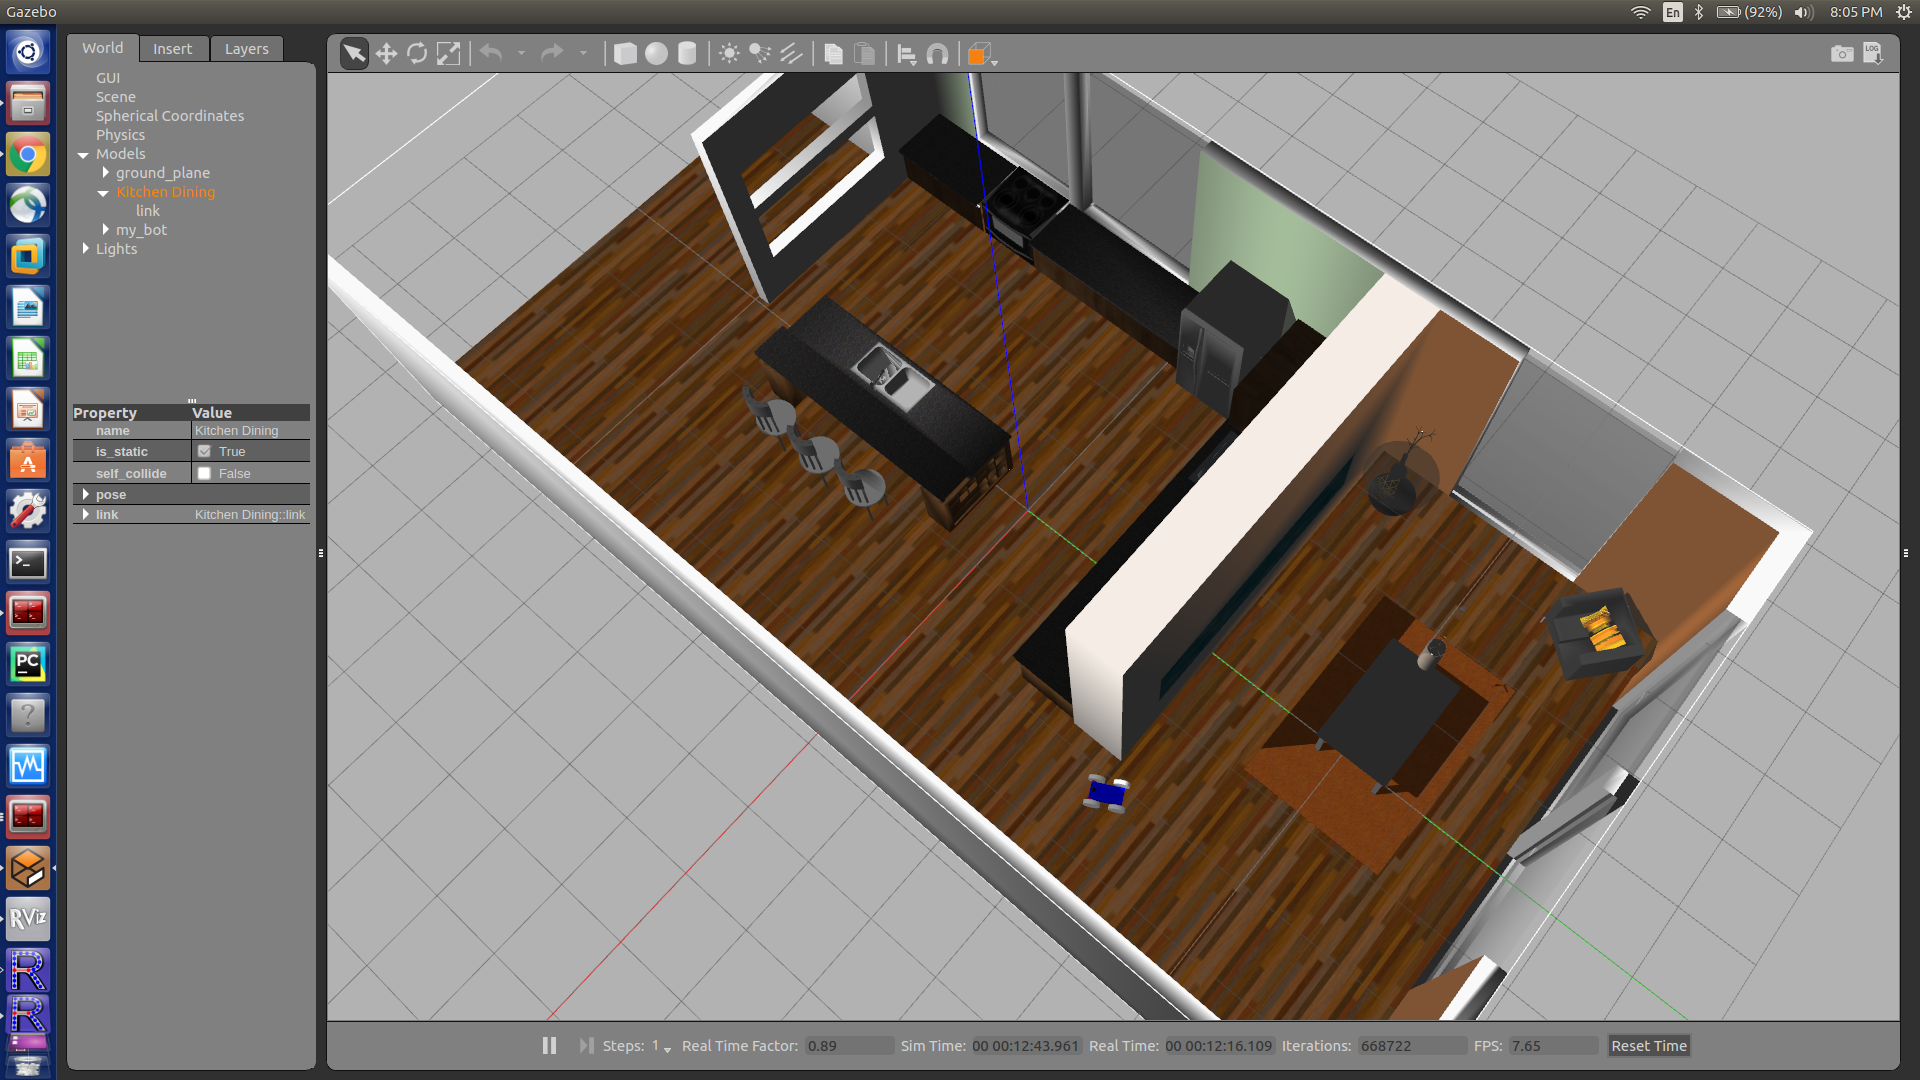 Gazebo
En
(92%)
8:05 PM
World
Insert
Layers
LOG
GUI
Scene
Spherical Coordinates
Physics
Models
ground_plane
Kitchen Dining
link
my_bot
Lights
Property Value
name Kitchen Dining
is_static True
self_collide False
pose
link Kitchen Dining::link
A
>_
PC
?
RViz
R
R
Steps: 1
Real Time Factor: 0.89
Sim Time: 00 00:12:43.961
Real Time: 00 00:12:16.109
Iterations: 668722
FPS: 7.65
Reset Time